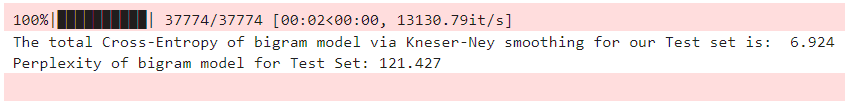 100%|██████████| 37774/37774 [00:02<00:00, 13130.79it/s]
The total Cross-Entropy of bigram model via Kneser-Ney smoothing for our Test set is:  6.924
Perplexity of bigram model for Test Set: 121.427